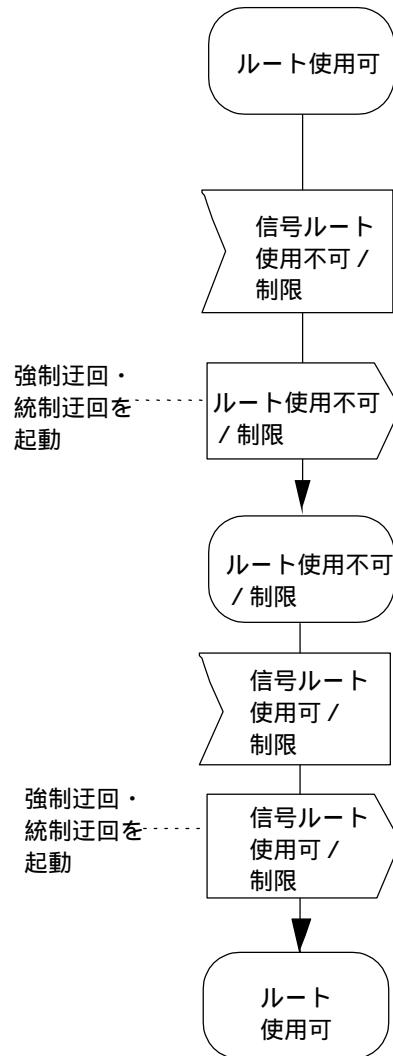 ルート使用可
信号ルート
使用不可 /
制限
強制迂回・
統制迂回を
起動
ルート使用不可
/ 制限
ルート使用不可
/ 制限
信号ルート
使用可 /
制限
強制迂回・
統制迂回を
起動
信号ルート
使用可 /
制限
ルート
使用可